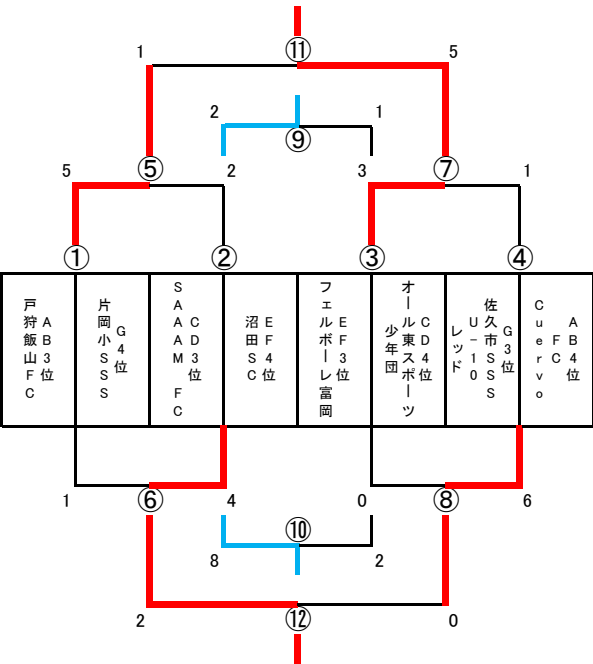 ⑪
1
5
2
⑨
1
5
⑤
2
3
⑦
1
①
②
③
④
戸狩飯山FC
AB3位
片岡小SSS
G4位
SAAAM FC
CD3位
沼田SC
EF4位
フェルボーレ富岡
EF3位
オール東スポーツ
少年団
CD4位
佐久市SSS
U-10
レッド
G3位
Cuervo
FC
AB4位
1
⑥
4
0
⑧
6
8
⑩
2
2
⑫
0